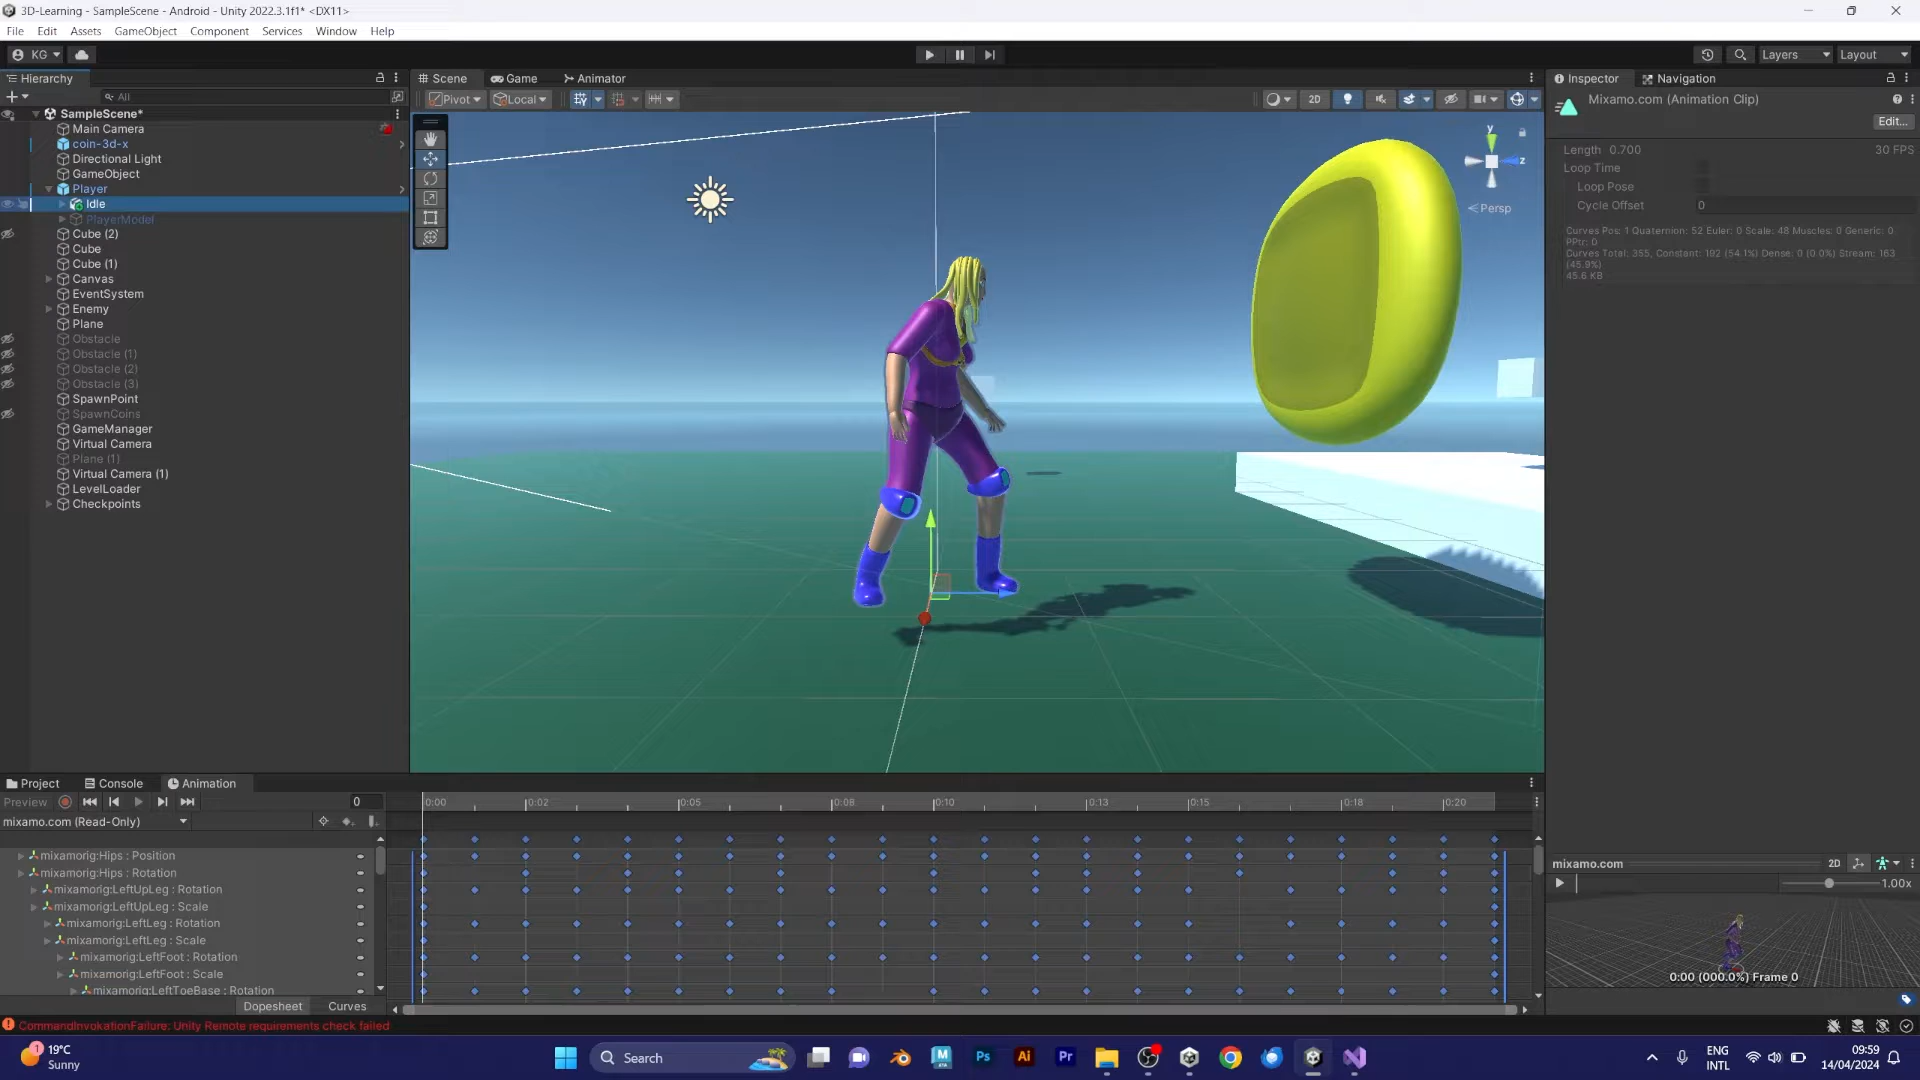 3D-Learning - SampleScene - Android - Unity 2022.3.1f1* <DX11>
File Edit Assets GameObject Component Services Window Help
KG Layers Layout
Hierarchy
All
SampleScene*
Main Camera
coin-3d-x
Directional Light
GameObject
Player
Idle
PlayerModel
Cube (2)
Cube
Cube (1)
Canvas
EventSystem
Enemy
Plane
Obstacle
Obstacle (1)
Obstacle (2)
Obstacle (3)
SpawnPoint
SpawnCoins
GameManager
Virtual Camera
Plane (1)
Virtual Camera (1)
LevelLoader
Checkpoints
Scene Game Animator
Pivot Local 2D
y
z
Persp
Inspector Navigation
Mixamo.com (Animation Clip)
Edit...
Length 0.700 30 FPS
Loop Time
Loop Pose
Cycle Offset 0
Curves Pos: 1 Quaternion: 52 Euler: 0 Scale: 48 Muscles: 0 Generic: 0
PPtr: 0
Curves Total: 355, Constant: 192 (54.1%) Dense: 0 (0.0%) Stream: 163
(45.9%)
45.6 KB
Project Console Animation
Preview 0
0:00 0:02 0:05 0:08 0:10 0:13 0:15 0:18 0:20
mixamo.com (Read-Only)
mixamorig:Hips : Position
mixamorig:Hips : Rotation
mixamorig:LeftUpLeg : Rotation
mixamorig:LeftUpLeg : Scale
mixamorig:LeftLeg : Rotation
mixamorig:LeftLeg : Scale
mixamorig:LeftFoot : Rotation
mixamorig:LeftFoot : Scale
mixamorig:LeftToeBase : Rotation
Dopesheet Curves
mixamo.com 2D
1.00x
0:00 (000.0%) Frame 0
CommandInvokationFailure: Unity Remote requirements check failed
1
19°C
Sunny
Search
Ps Ai Pr
ENG
INTL
09:59
14/04/2024